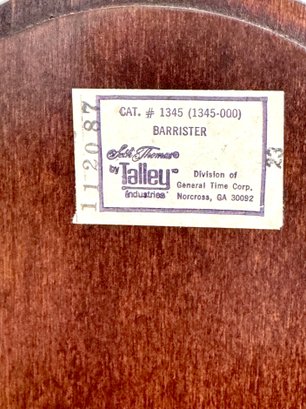 CAT. # 1345 (1345-000)
BARRISTER
Seth Thomas®
by Talley™
industries
Division of
General Time Corp.
Norcross, GA 30092
112087
23